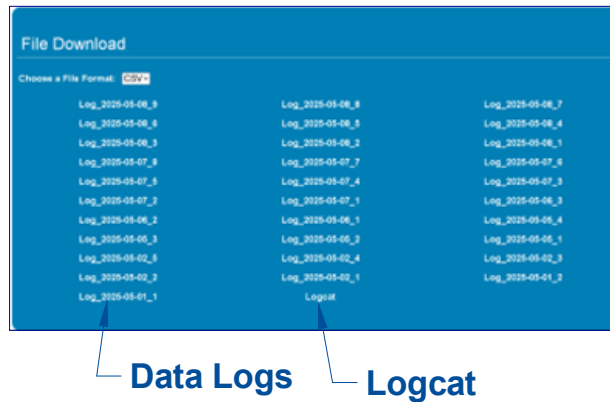 File Download
Choose a File Format: CSV
Log_2025-05-08_9 Log_2025-05-08_8 Log_2025-05-08_7
Log_2025-05-08_6 Log_2025-05-08_5 Log_2025-05-08_4
Log_2025-05-08_3 Log_2025-05-08_2 Log_2025-05-08_1
Log_2025-05-07_8 Log_2025-05-07_7 Log_2025-05-07_6
Log_2025-05-07_5 Log_2025-05-07_4 Log_2025-05-07_3
Log_2025-05-07_2 Log_2025-05-07_1 Log_2025-05-06_3
Log_2025-05-06_2 Log_2025-05-06_1 Log_2025-05-05_4
Log_2025-05-05_3 Log_2025-05-05_2 Log_2025-05-05_1
Log_2025-05-02_5 Log_2025-05-02_4 Log_2025-05-02_3
Log_2025-05-02_2 Log_2025-05-02_1 Log_2025-05-01_2
Log_2025-05-01_1 Logcat
Data Logs Logcat